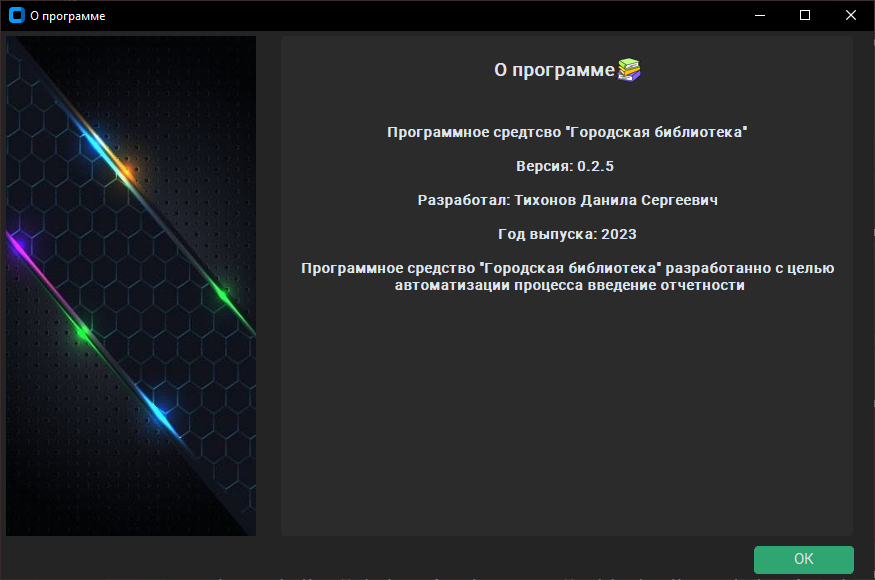 О программе
О программе📚
Программное средтсво "Городская библиотека"
Версия: 0.2.5
Разработал: Тихонов Данила Сергеевич
Год выпуска: 2023
Программное средство "Городская библиотека" разработанно с целью
автоматизации процесса введение отчетности
OK